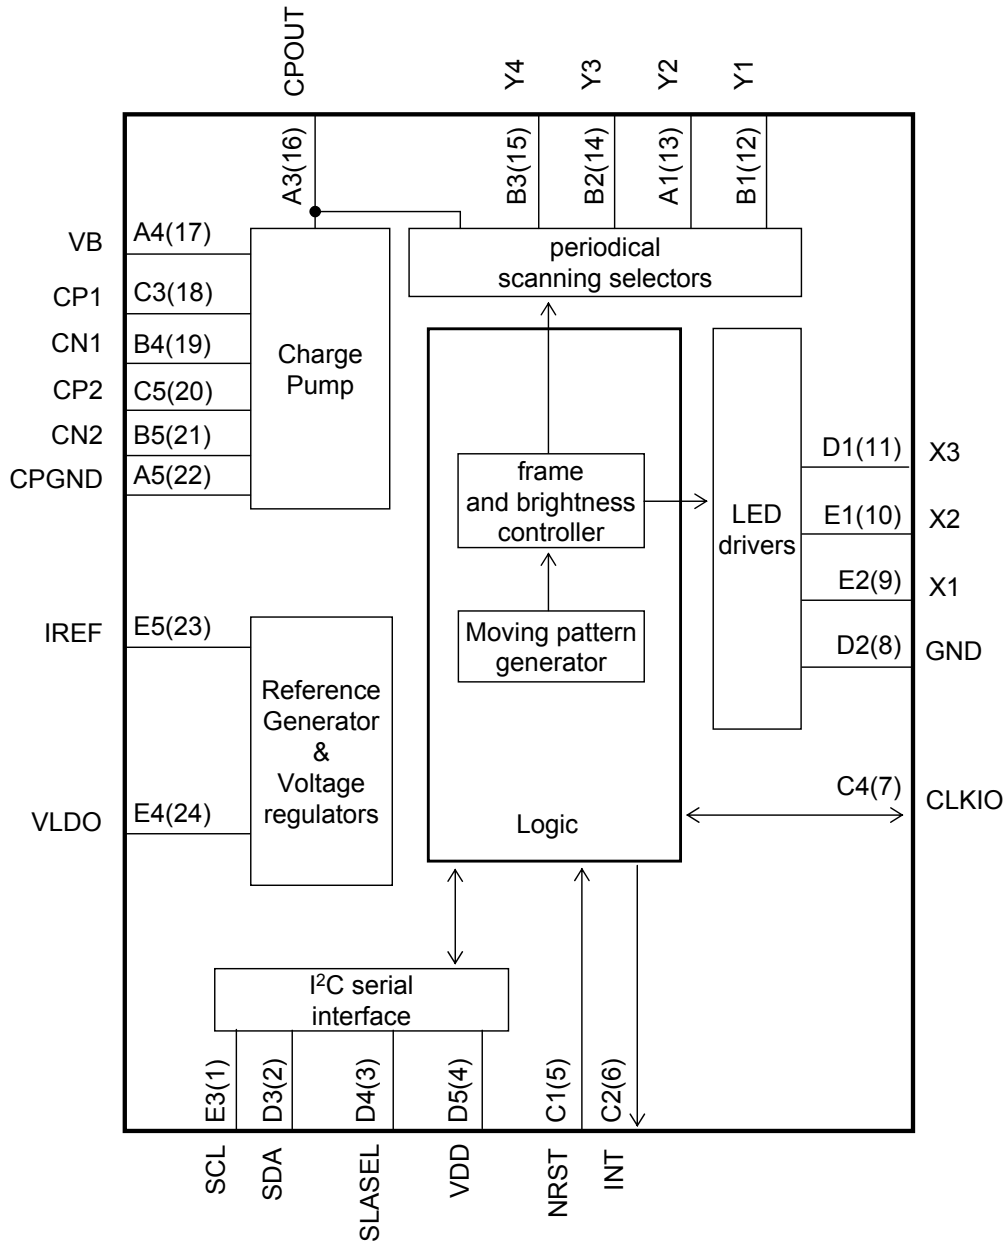 CPOUT
Y4
Y3
Y2
Y1
A3(16)
B3(15)
B2(14)
A1(13)
B1(12)
VB
A4(17)
CP1
C3(18)
CN1
B4(19)
CP2
C5(20)
CN2
B5(21)
CPGND
A5(22)
Charge
Pump
periodical
scanning selectors
frame
and brightness
controller
Moving pattern
generator
Logic
LED
drivers
D1(11)
X3
E1(10)
X2
E2(9)
X1
D2(8)
GND
C4(7)
CLKIO
IREF
E5(23)
VLDO
E4(24)
Reference
Generator
&
Voltage
regulators
I²C serial
interface
E3(1)
D3(2)
D4(3)
D5(4)
C1(5)
C2(6)
SCL
SDA
SLASEL
VDD
NRST
INT